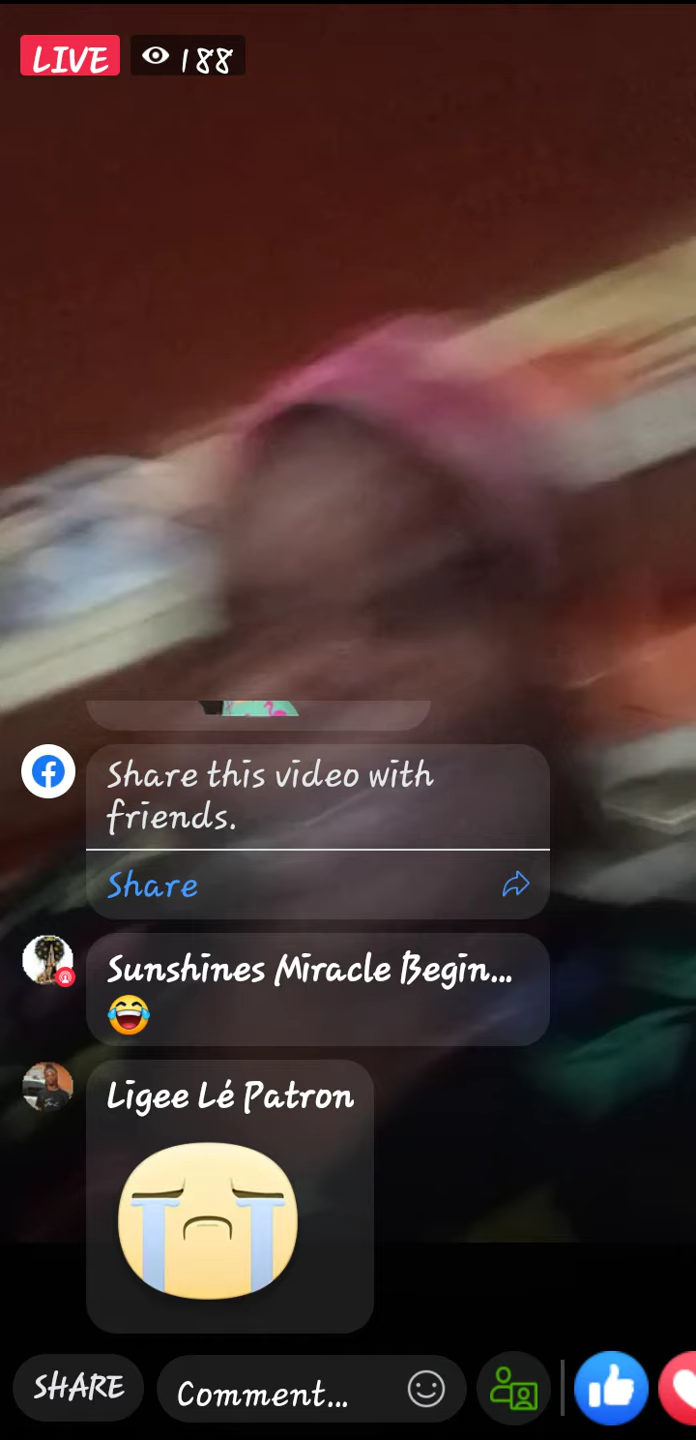 LIVE 188
Share this video with
friends.
Share
Sunshines Miracle Begin...
Ligee Lé Patron
SHARE Comment...